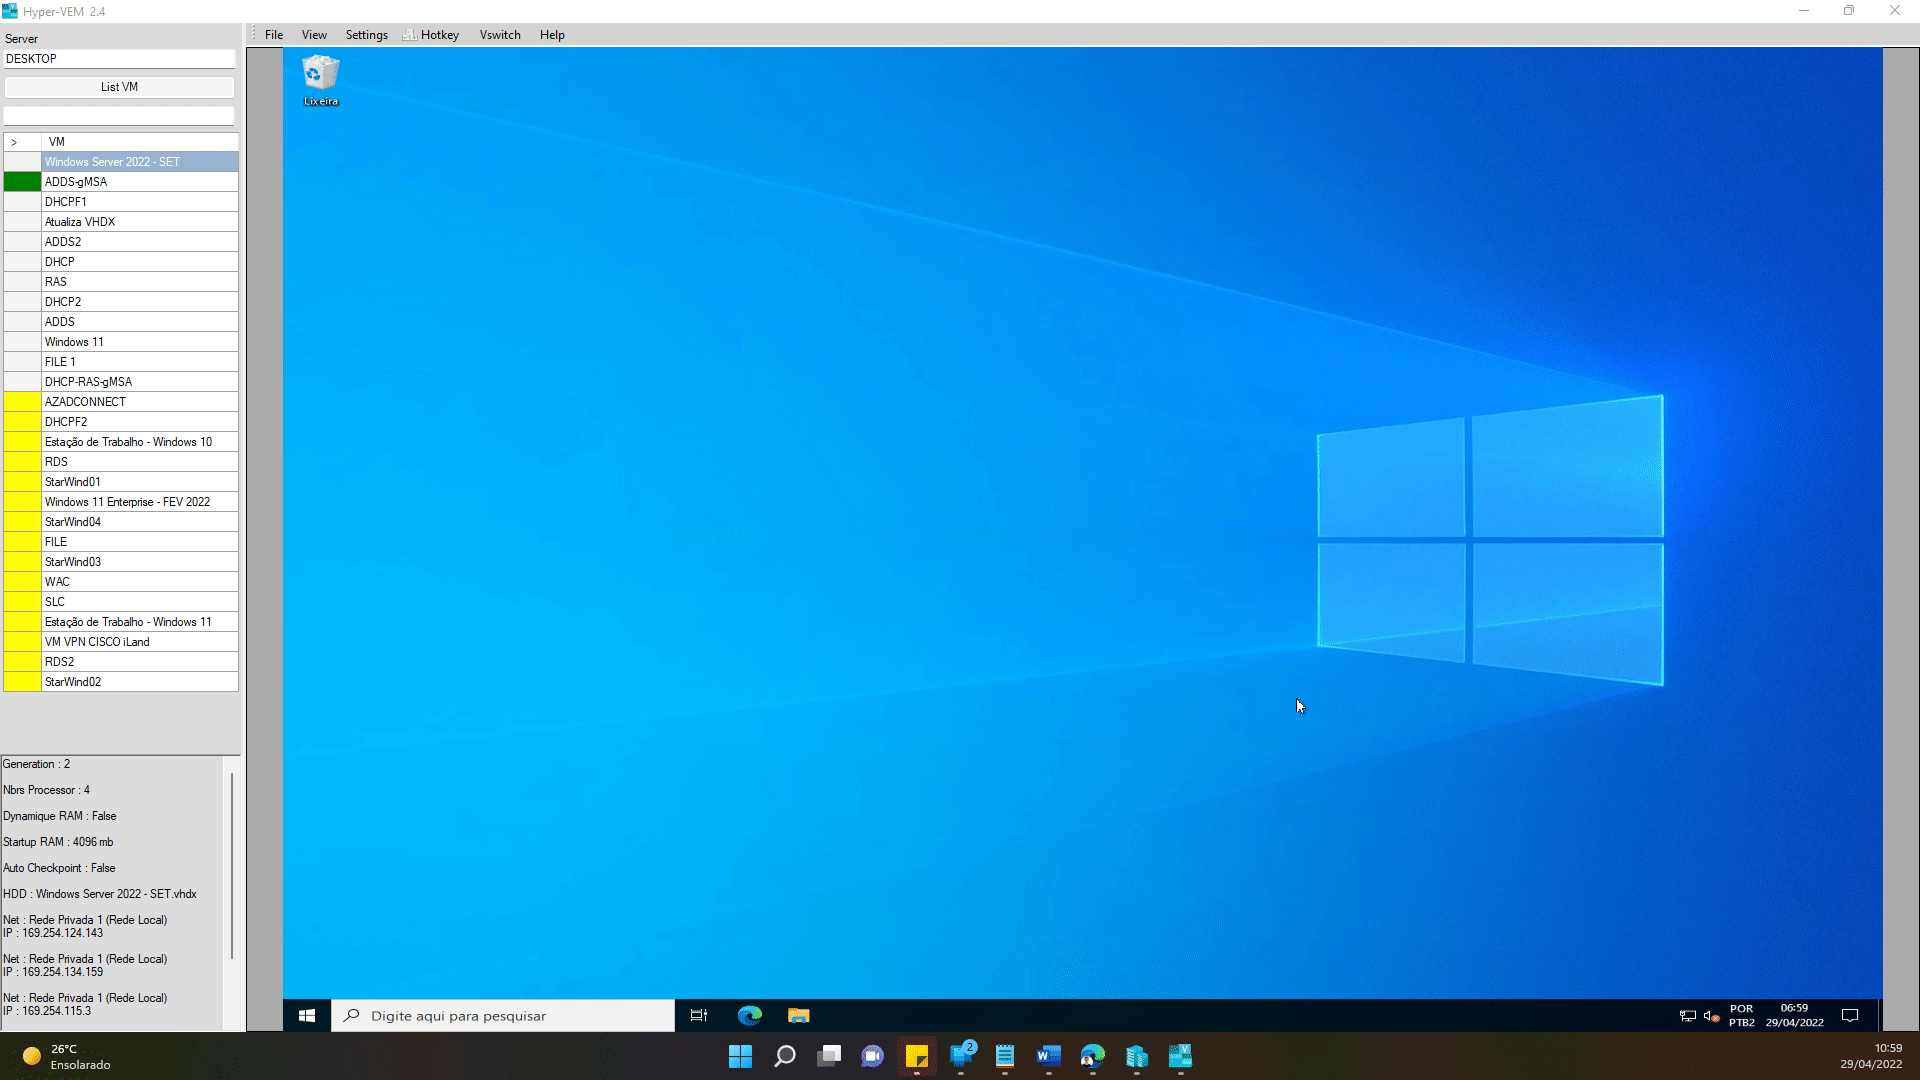 Hyper-VEM 2.4
Server
DESKTOP
List VM
> VM
Windows Server 2022 - SET
ADDS-gMSA
DHCPF1
Atualiza VHDX
ADDS2
DHCP
RAS
DHCP2
ADDS
Windows 11
FILE 1
DHCP-RAS-gMSA
AZADCONNECT
DHCPF2
Estação de Trabalho - Windows 10
RDS
StarWind01
Windows 11 Enterprise - FEV 2022
StarWind04
FILE
StarWind03
WAC
SLC
Estação de Trabalho - Windows 11
VM VPN CISCO iLand
RDS2
StarWind02
Generation : 2
Nbrs Processor : 4
Dynamique RAM : False
Startup RAM : 4096 mb
Auto Checkpoint : False
HDD : Windows Server 2022 - SET.vhdx
Net : Rede Privada 1 (Rede Local)
IP : 169.254.124.143
Net : Rede Privada 1 (Rede Local)
IP : 169.254.134.159
Net : Rede Privada 1 (Rede Local)
IP : 169.254.115.3
File View Settings Hotkey Vswitch Help
Lixeira
Digite aqui para pesquisar
POR
PTB2
06:59
29/04/2022
26°C
Ensolarado
2
10:59
29/04/2022